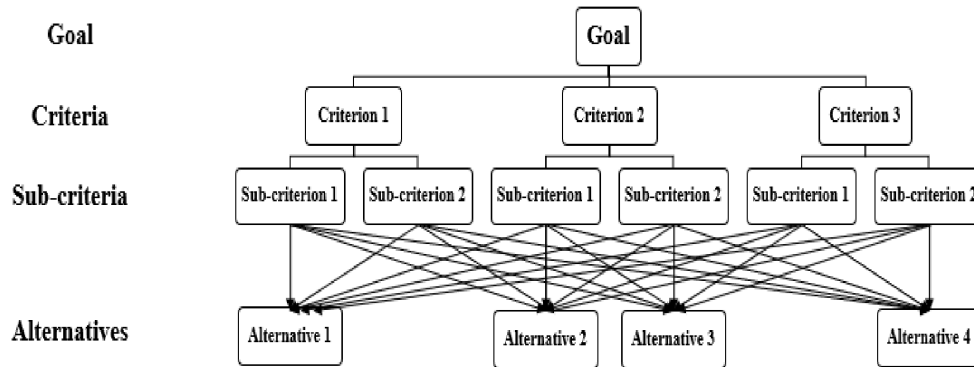 Goal
Goal
Criteria
Criterion 1
Criterion 2
Criterion 3
Sub-criteria
Sub-criterion 1
Sub-criterion 2
Sub-criterion 1
Sub-criterion 2
Sub-criterion 1
Sub-criterion 2
Alternatives
Alternative 1
Alternative 2
Alternative 3
Alternative 4